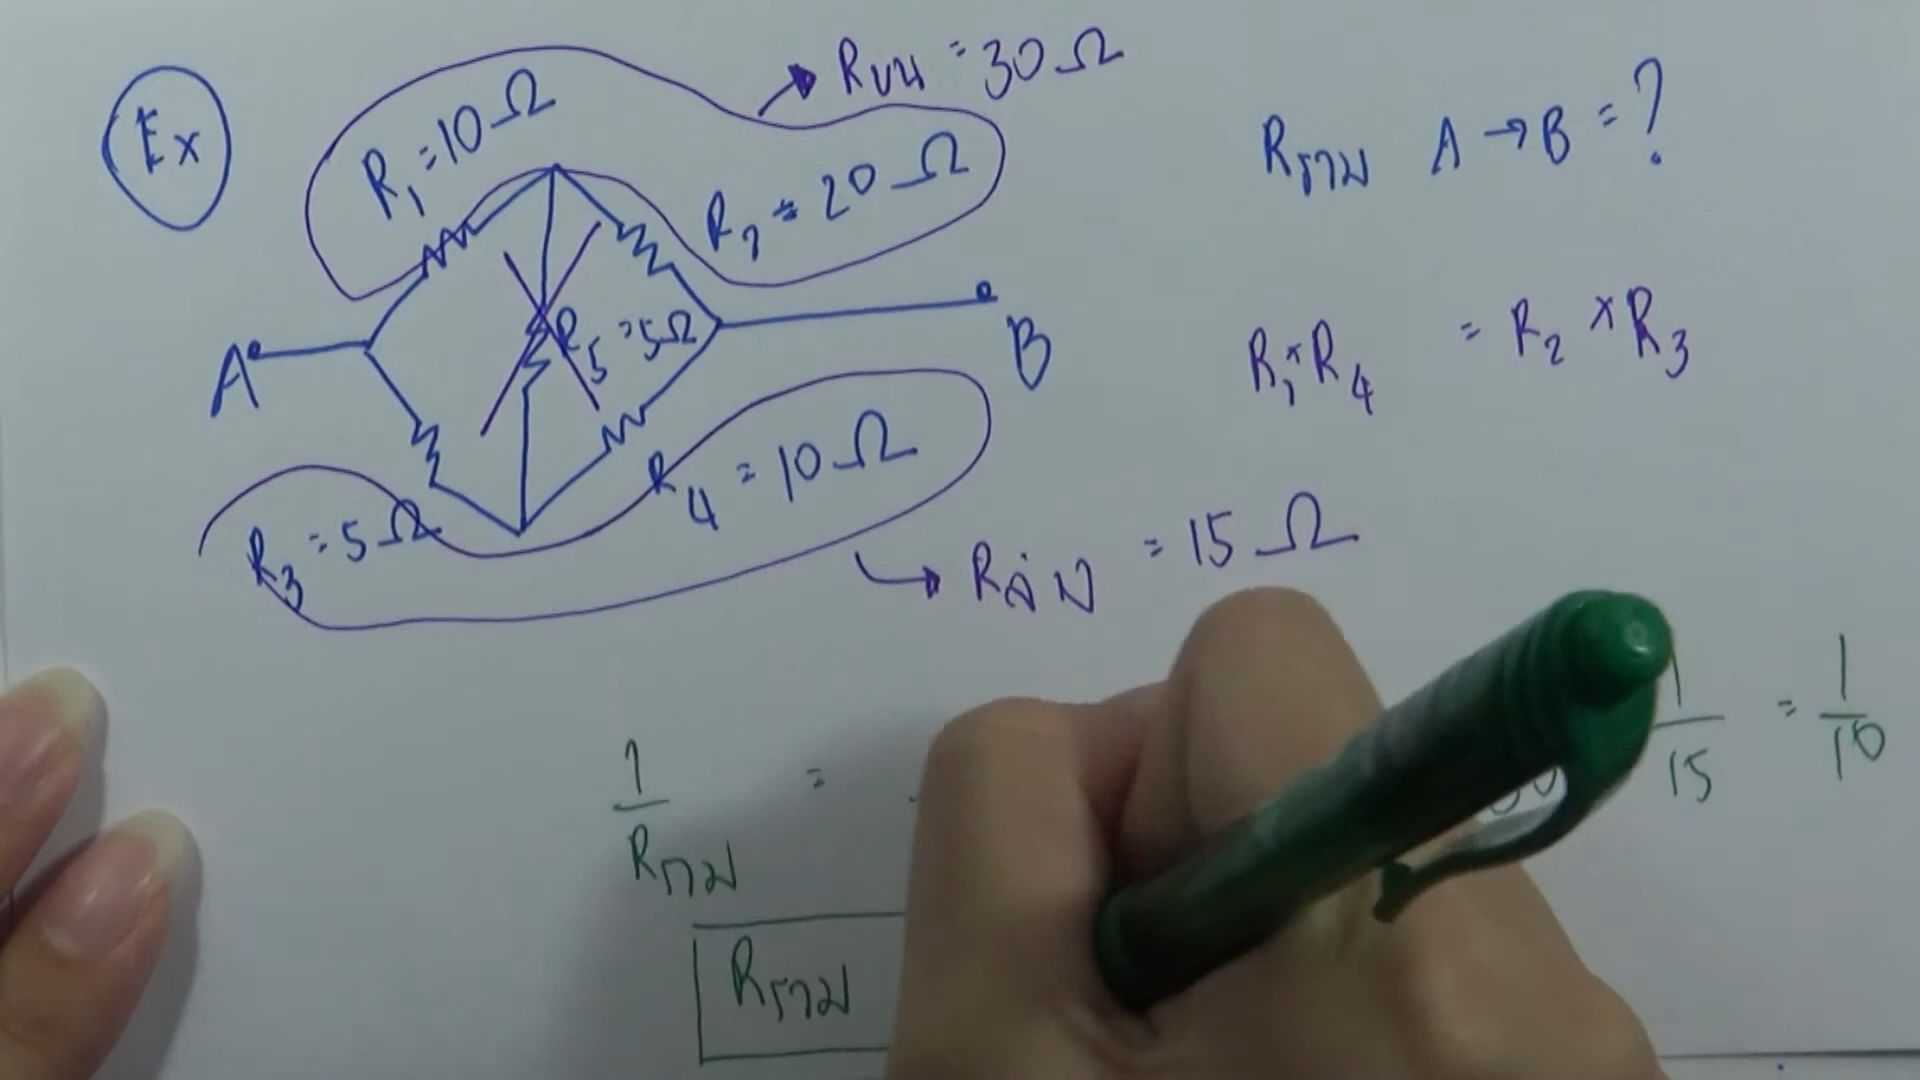 Ex
R₁ = 10 Ω
Rบน = 30 Ω
R₂ = 20 Ω
Rรวม A → B = ?
R₅ = 5 Ω
A
B
R₁ × R₄ = R₂ × R₃
R₃ = 5 Ω
R₄ = 10 Ω
Rล่าง = 15 Ω
1/Rรวม =
1/15 = 1/10
Rรวม